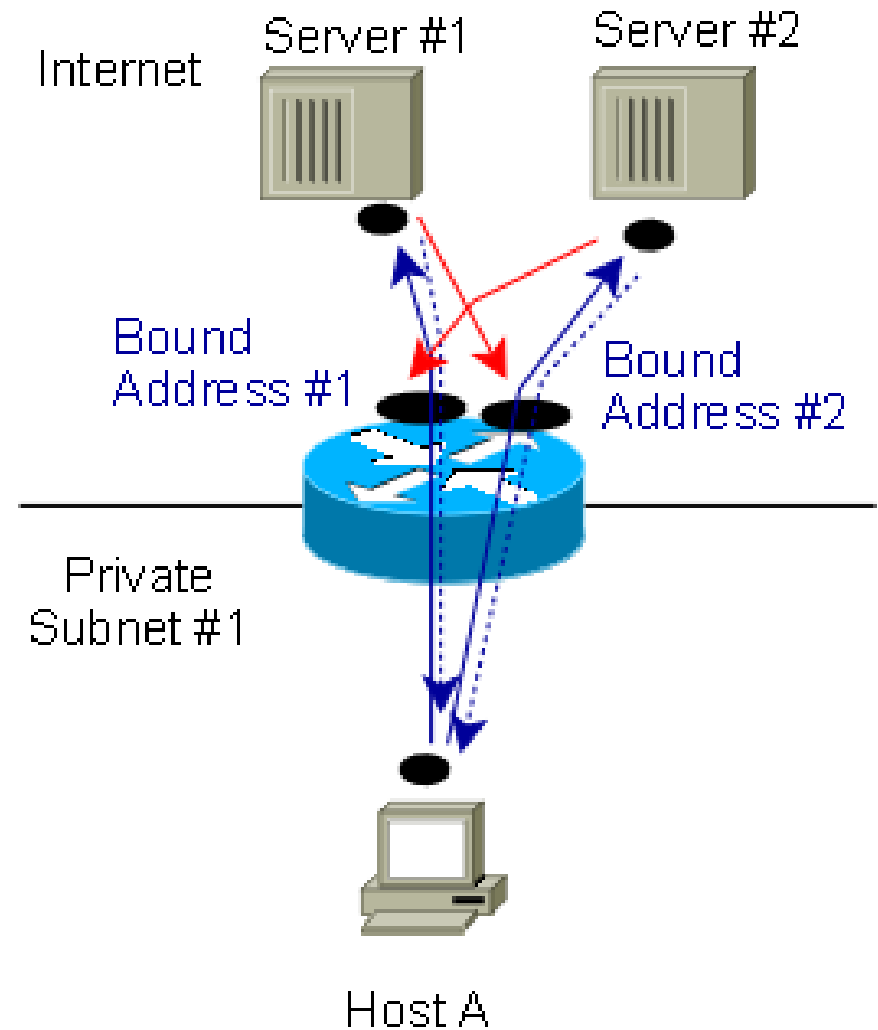 Internet
Server #1
Server #2
Bound
Address #1
Bound
Address #2
Private
Subnet #1
Host A